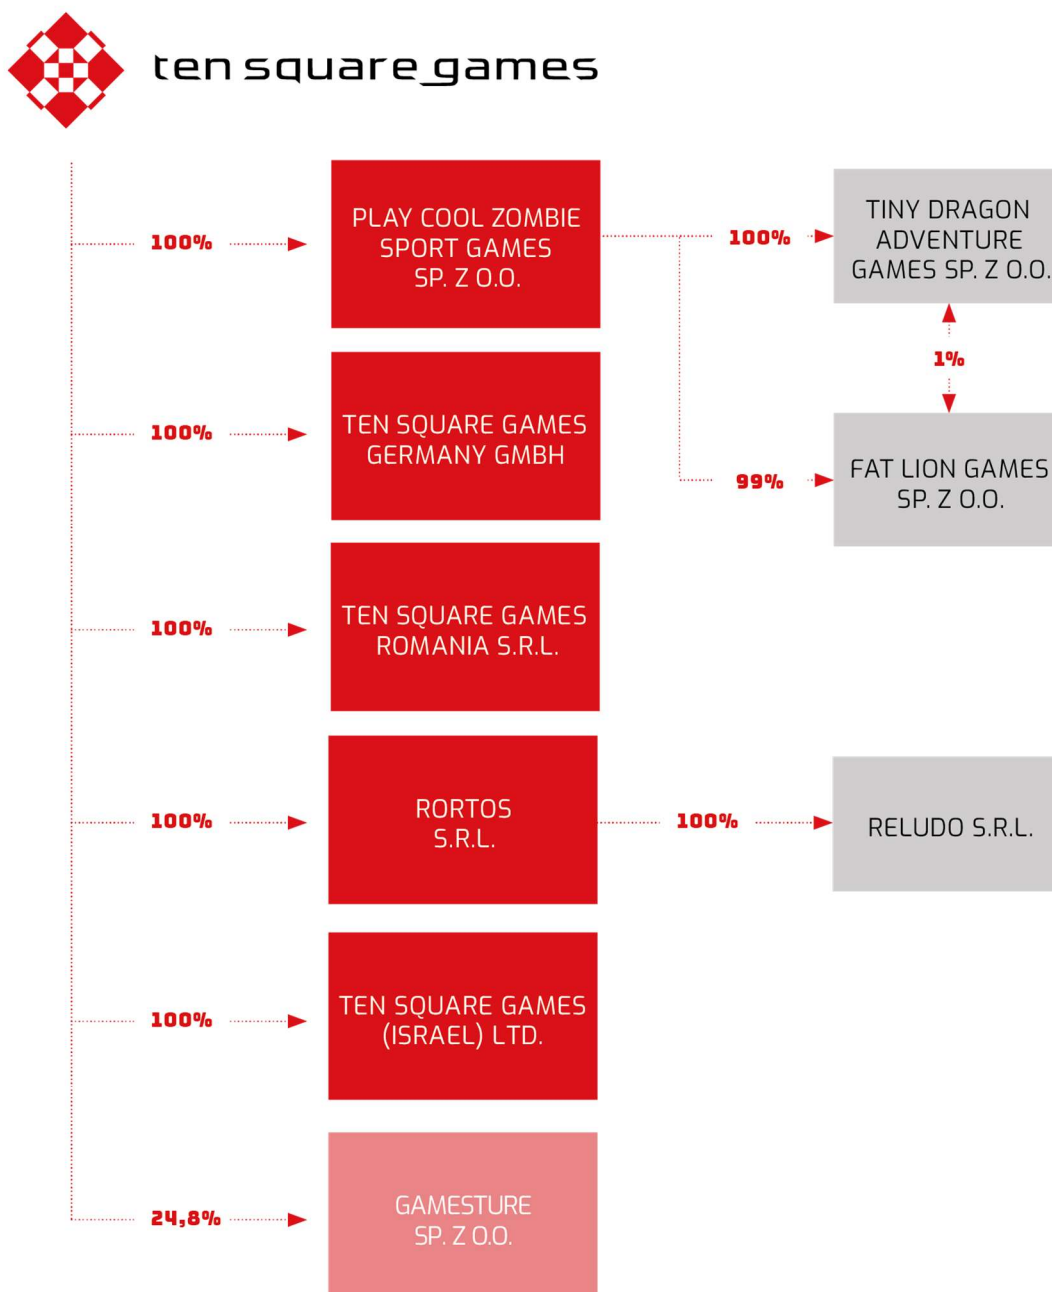 ten square_games
100%
PLAY COOL ZOMBIE
SPORT GAMES
SP. Z O.O.
100%
TINY DRAGON
ADVENTURE
GAMES SP. Z O.O.
1%
100%
TEN SQUARE GAMES
GERMANY GMBH
99%
FAT LION GAMES
SP. Z O.O.
100%
TEN SQUARE GAMES
ROMANIA S.R.L.
100%
RORTOS
S.R.L.
100%
RELUDO S.R.L.
100%
TEN SQUARE GAMES
(ISRAEL) LTD.
24,8%
GAMESTURE
SP. Z O.O.